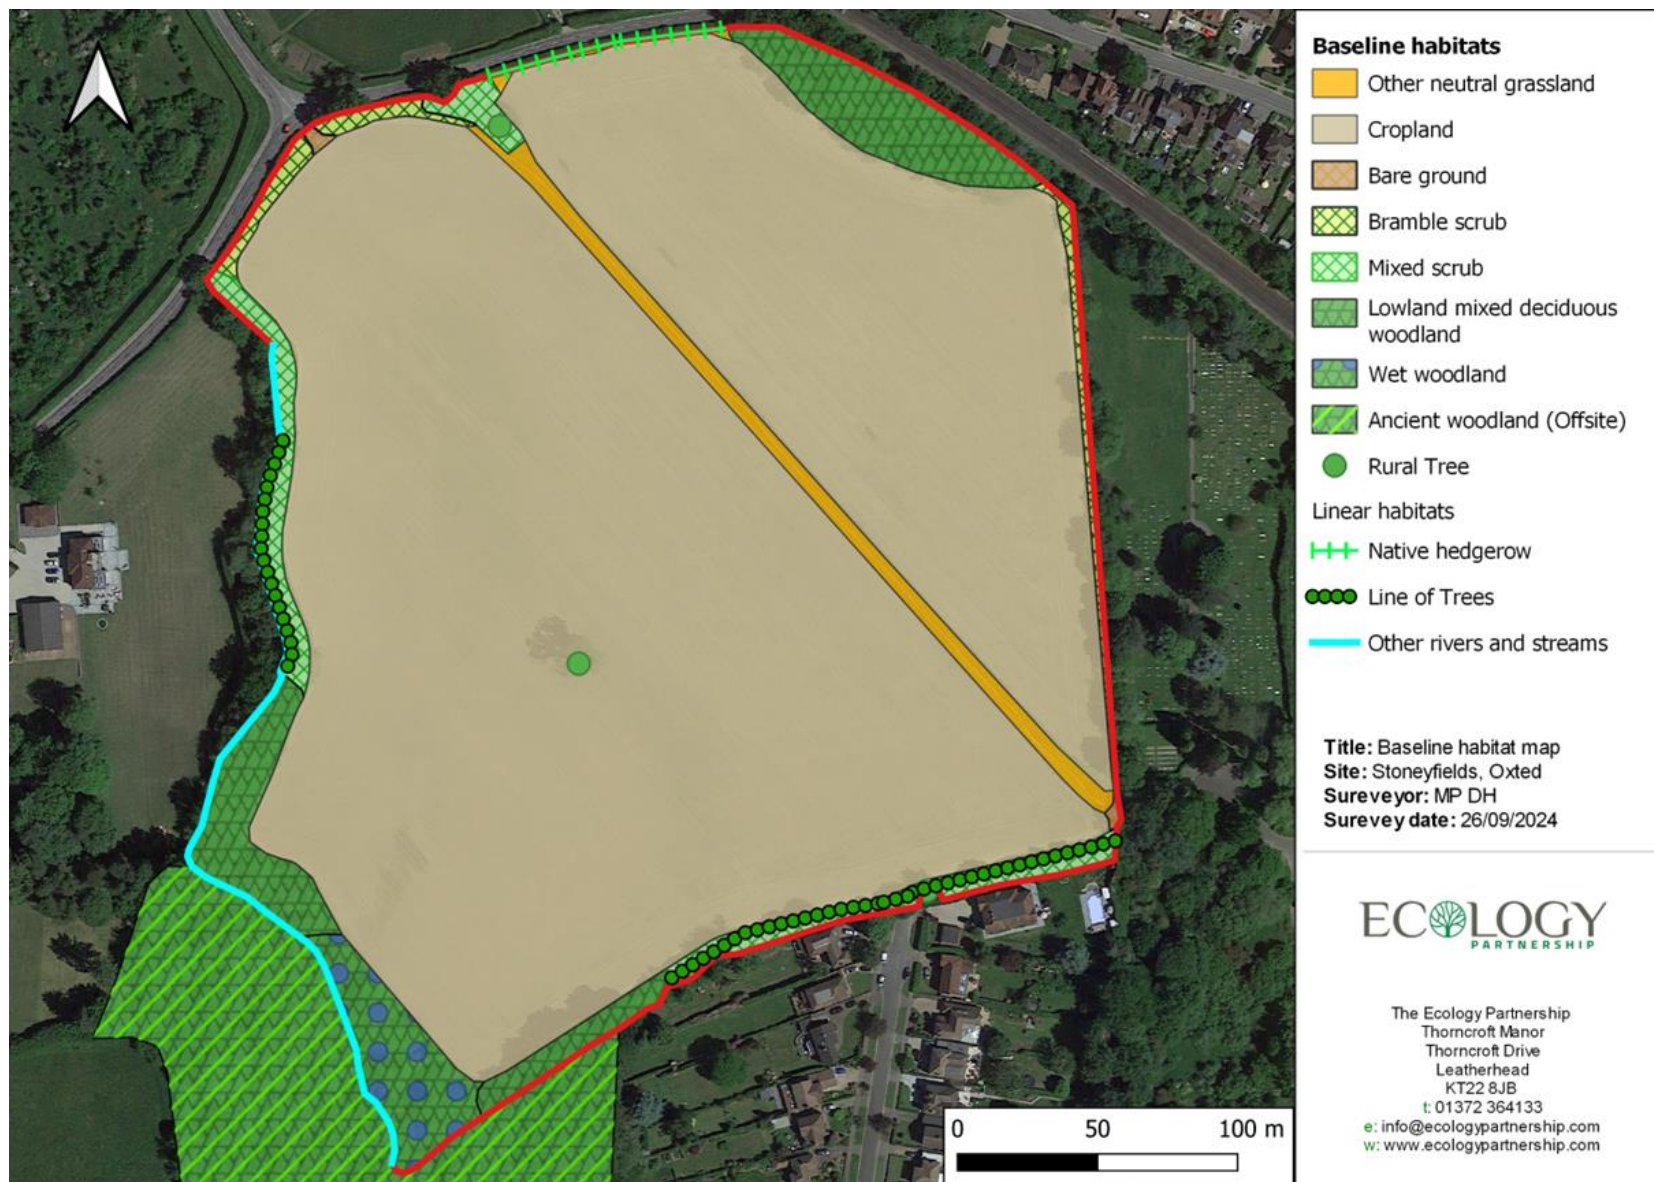 Baseline habitats
Other neutral grassland
Cropland
Bare ground
Bramble scrub
Mixed scrub
Lowland mixed deciduous
woodland
Wet woodland
Ancient woodland (Offsite)
Rural Tree
Linear habitats
Native hedgerow
Line of Trees
Other rivers and streams
Title: Baseline habitat map
Site: Stoneyfields, Oxted
Sureveyor: MP DH
Surevey date: 26/09/2024
ECOLOGY
PARTNERSHIP
The Ecology Partnership
Thorncroft Manor
Thorncroft Drive
Leatherhead
KT22 8JB
t: 01372 364133
e: info@ecologypartnership.com
w: www.ecologypartnership.com
0 50 100 m